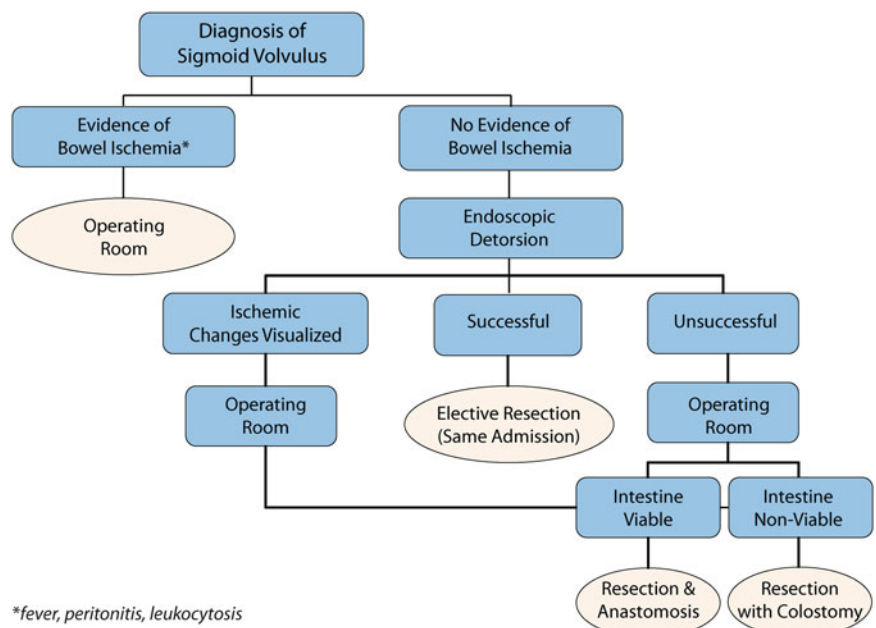 Diagnosis of
Sigmoid Volvulus
Evidence of
Bowel Ischemia*
No Evidence of
Bowel Ischemia
Operating
Room
Endoscopic
Detorsion
Ischemic
Changes Visualized
Successful
Unsuccessful
Operating
Room
Elective Resection
(Same Admission)
Operating
Room
Intestine
Viable
Intestine
Non-Viable
Resection &
Anastomosis
Resection
with Colostomy
*fever, peritonitis, leukocytosis